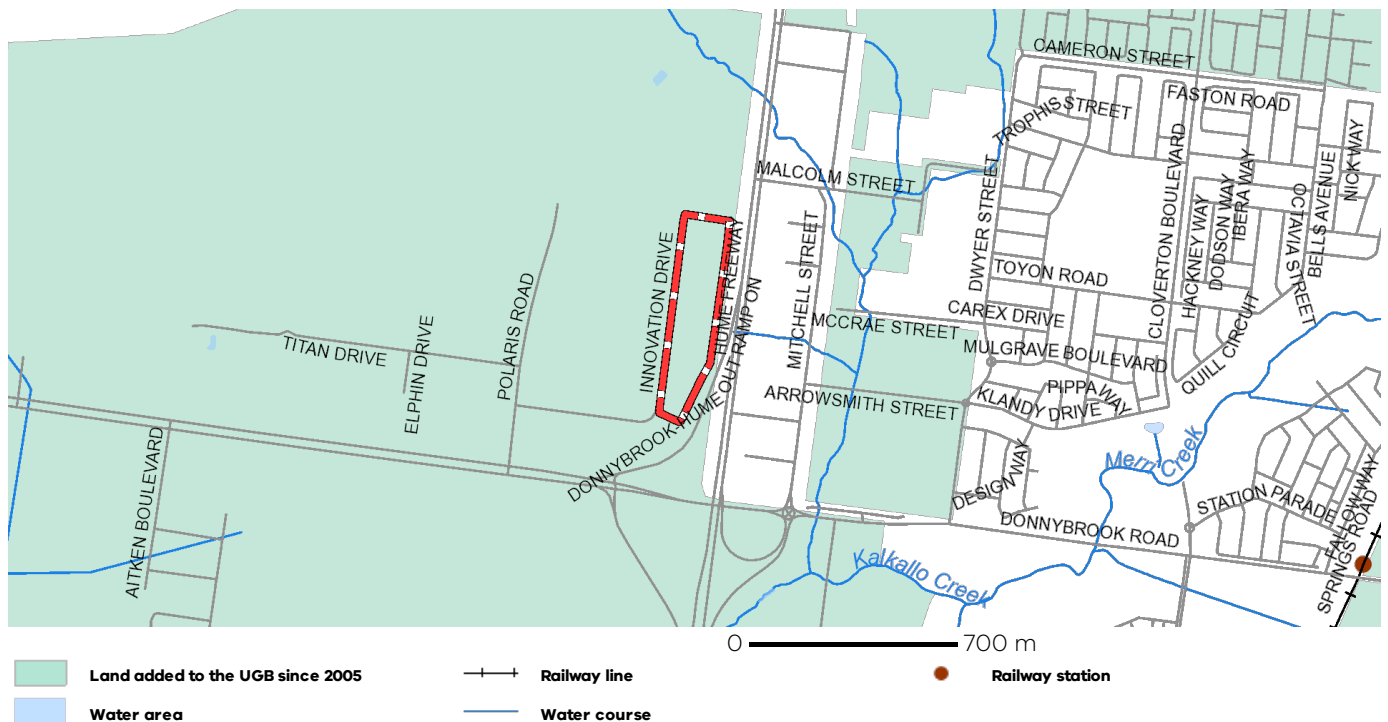 CAMERON STREET
FASTON ROAD
TROPHIS STREET
NICK WAY
MALCOLM STREET
DWYER STREET
CLOVERTON BOULEVARD
HACKNEY WAY
DODSON WAY
IBERA WAY
OCTAVIA STREET
BELLS AVENUE
INNOVATION DRIVE
HUME FREEWAY
MITCHELL STREET
TOYON ROAD
POLARIS ROAD
CAREX DRIVE
MCCRAE STREET
TITAN DRIVE
ELPHIN DRIVE
MULGRAVE BOULEVARD
QUILL CIRCUIT
PIPPA WAY
ARROWSMITH STREET
KLANDY DRIVE
DONNYBROOK-HUME OUT RAMP ON
AITKEN BOULEVARD
DESIGN WAY
Merri Creek
STATION PARADE
FALLOW WAY
SPRINGS ROAD
DONNYBROOK ROAD
Kalkallo Creek
0 700 m
Land added to the UGB since 2005
Railway line
Railway station
Water area
Water course